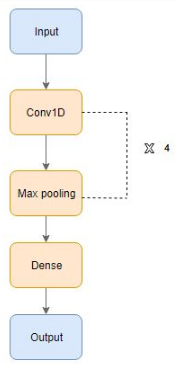 Input
Conv1D
X 4
Max pooling
Dense
Output